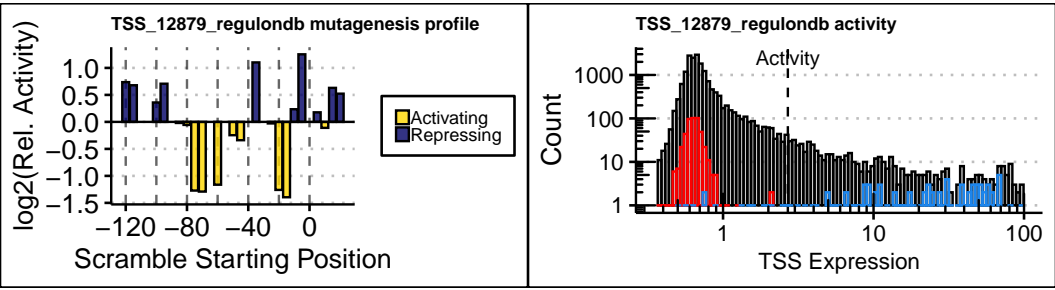 TSS_12879_regulondb mutagenesis profile
log2(Rel. Activity)
1.0
0.5
0.0
−0.5
−1.0
−1.5
−120 −80 −40 0
Scramble Starting Position
Activating
Repressing
TSS_12879_regulondb activity
Activity
Count
1000
100
10
1
1 10 100
TSS Expression